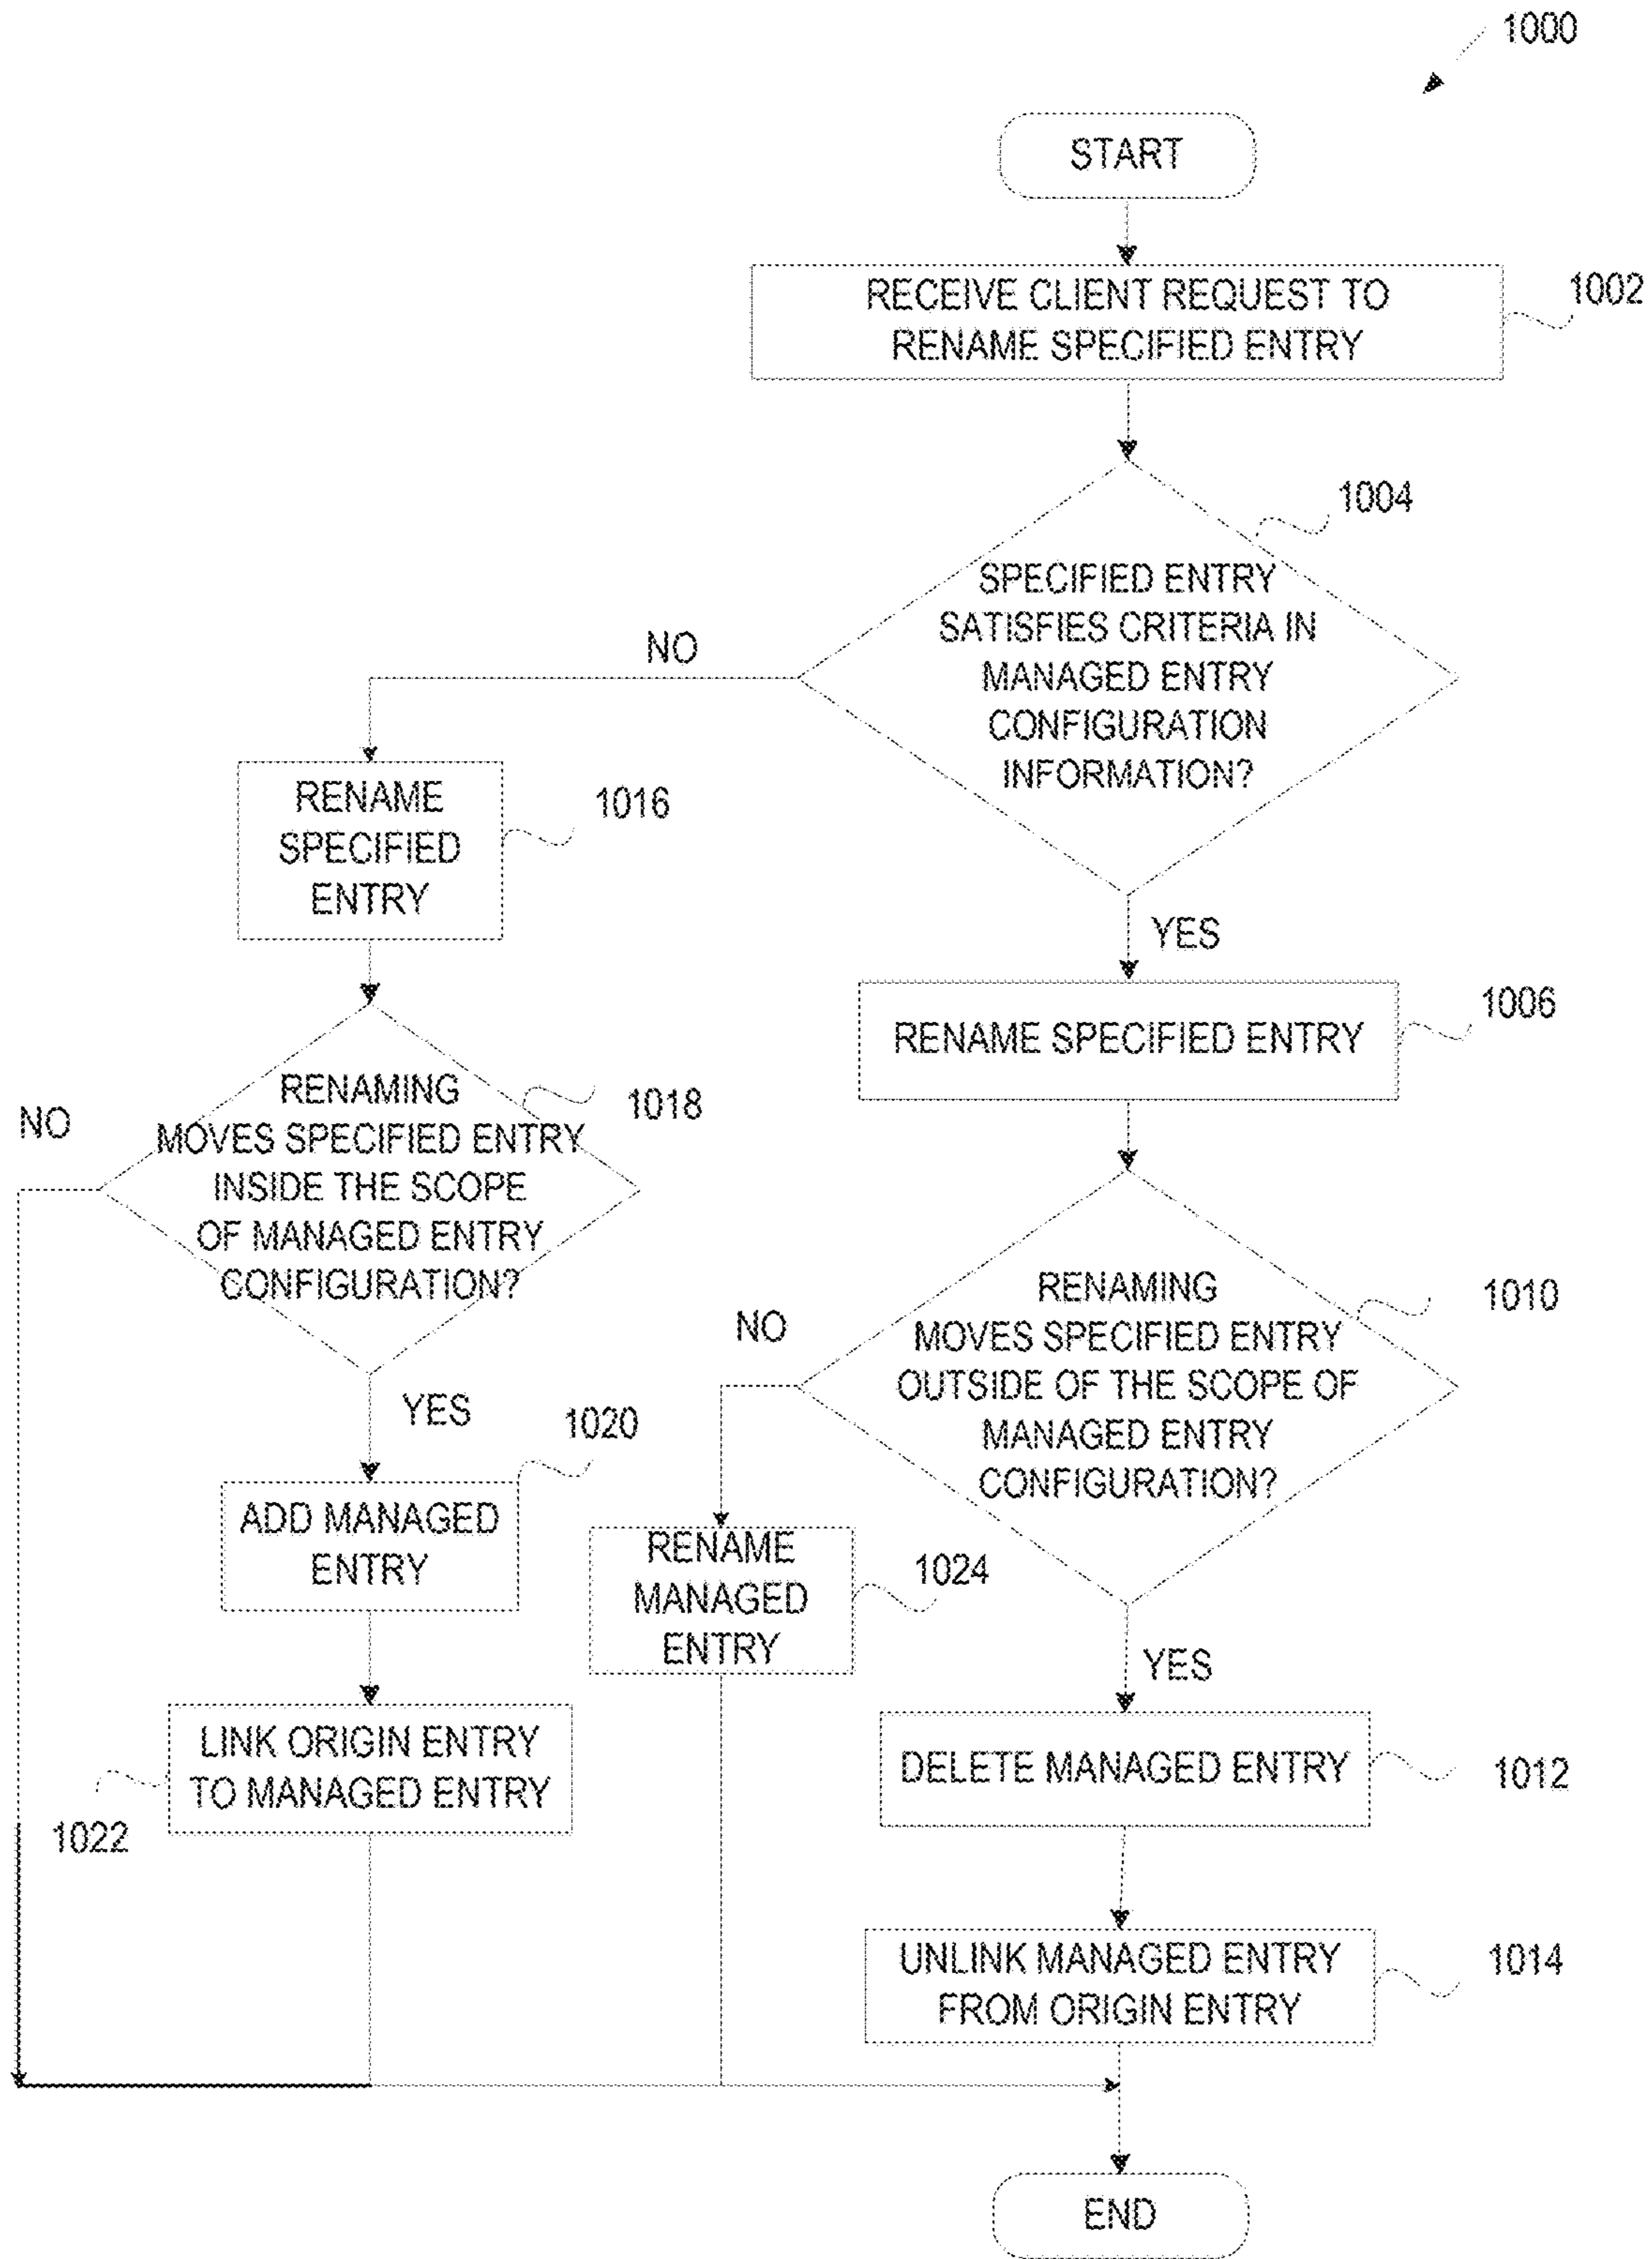 1000
START
RECEIVE CLIENT REQUEST TO
RENAME SPECIFIED ENTRY
1002
1004
SPECIFIED ENTRY
SATISFIES CRITERIA IN
MANAGED ENTRY
CONFIGURATION
INFORMATION?
NO
RENAME
SPECIFIED
ENTRY
1016
YES
RENAME SPECIFIED ENTRY
1006
NO
RENAMING
MOVES SPECIFIED ENTRY
INSIDE THE SCOPE
OF MANAGED ENTRY
CONFIGURATION?
1018
NO
RENAMING
MOVES SPECIFIED ENTRY
OUTSIDE OF THE SCOPE OF
MANAGED ENTRY
CONFIGURATION?
1010
YES
1020
ADD MANAGED
ENTRY
RENAME
MANAGED
ENTRY
1024
YES
LINK ORIGIN ENTRY
TO MANAGED ENTRY
1022
DELETE MANAGED ENTRY
1012
UNLINK MANAGED ENTRY
FROM ORIGIN ENTRY
1014
END